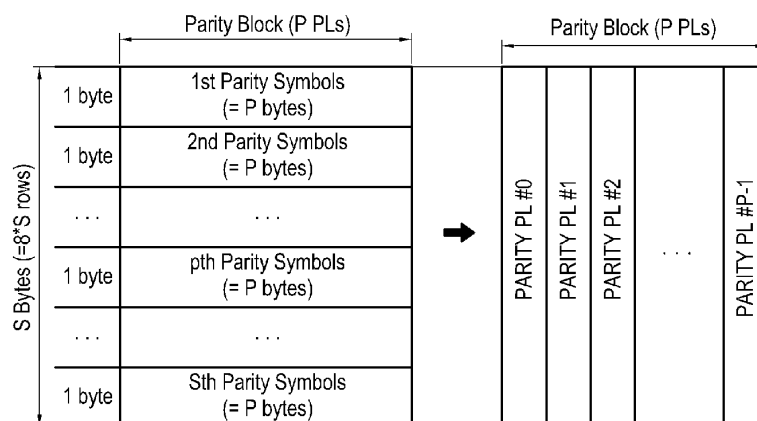 Parity Block (P PLs)
Parity Block (P PLs)
S Bytes (=8*S rows)
1 byte
1st Parity Symbols
(= P bytes)
1 byte
2nd Parity Symbols
(= P bytes)
. . .
. . .
1 byte
pth Parity Symbols
(= P bytes)
. . .
. . .
1 byte
Sth Parity Symbols
(= P bytes)
PARITY PL #0
PARITY PL #1
PARITY PL #2
. . .
PARITY PL #P-1